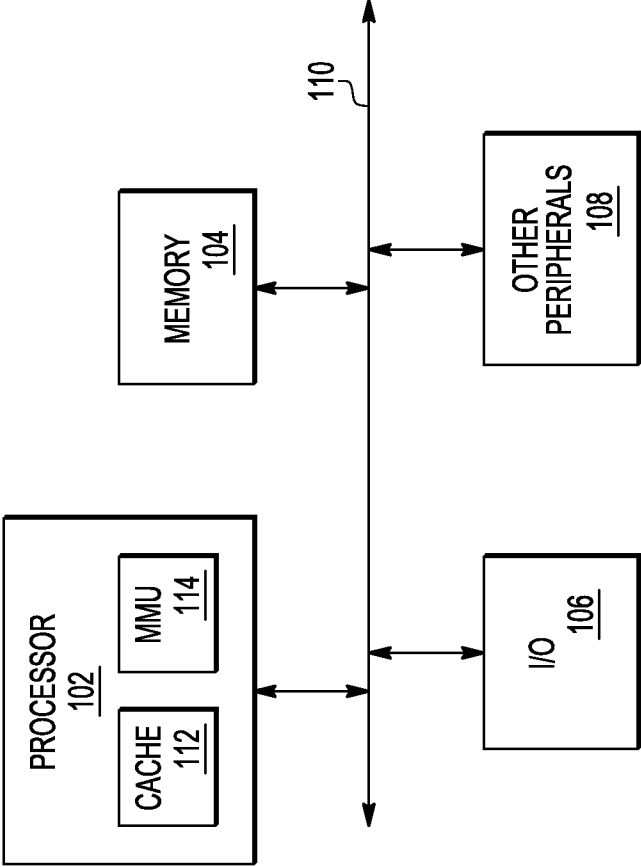 PROCESSOR
102
CACHE
112
MMU
114
MEMORY
104
110
I/O
106
OTHER
PERIPHERALS
108